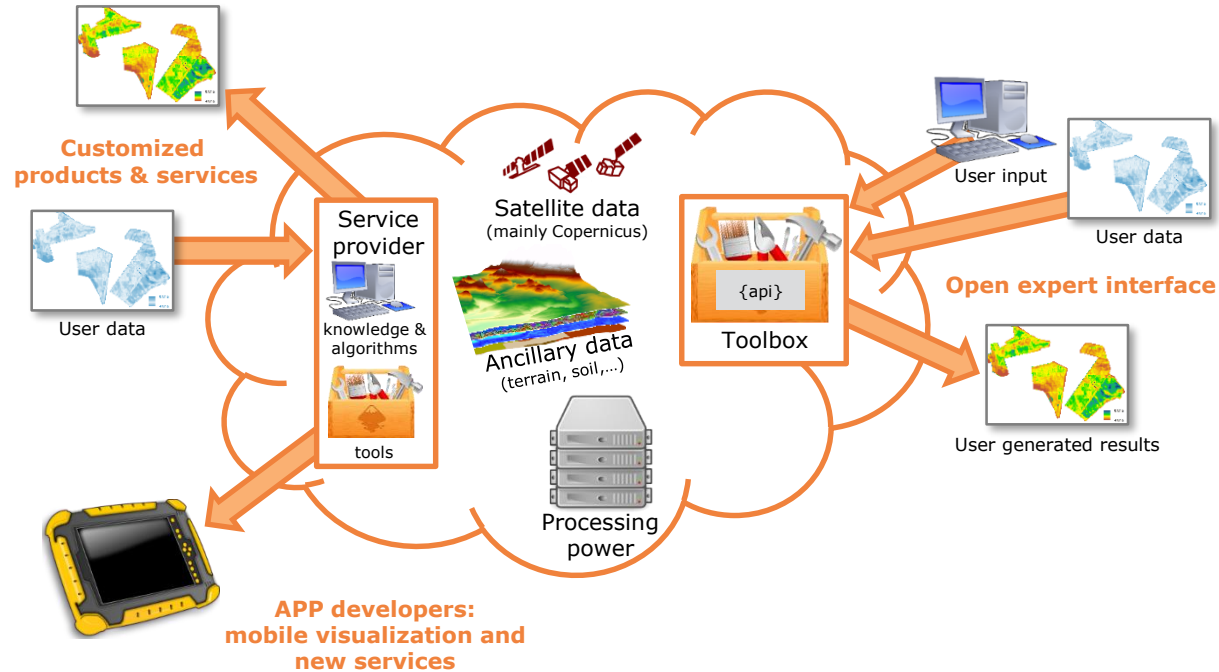 Customized
products & services
User data
Service
provider
knowledge &
algorithms
tools
Satellite data
(mainly Copernicus)
Ancillary data
(terrain, soil,...)
Processing
power
{api}
Toolbox
User input
User data
Open expert interface
User generated results
APP developers:
mobile visualization and
new services